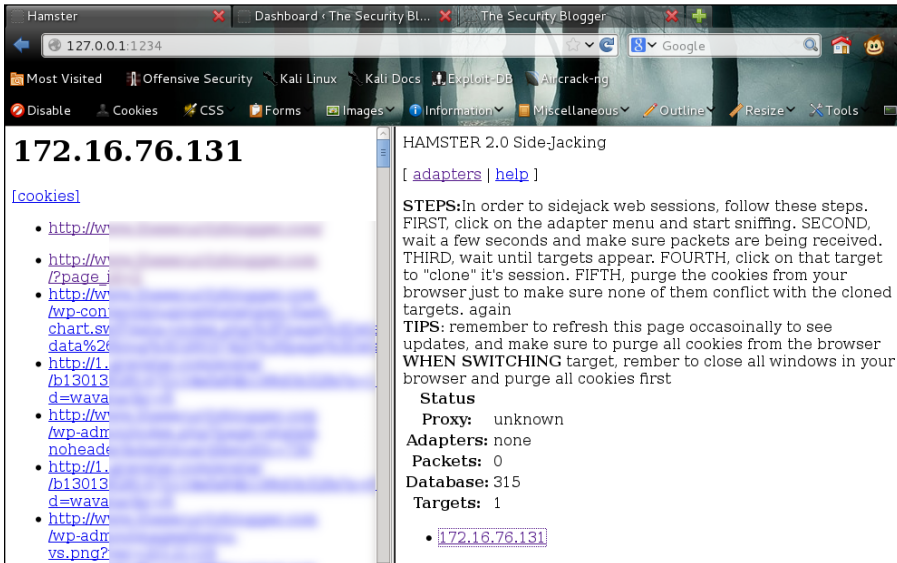 Hamster
Dashboard ‹ The Security Bl...
The Security Blogger
127.0.0.1:1234
Google
Most Visited
Offensive Security
Kali Linux
Kali Docs
Exploit-DB
Aircrack-ng
Disable
Cookies
CSS
Forms
Images
Information
Miscellaneous
Outline
Resize
Tools
172.16.76.131
[cookies]
http://w
http://w
/?page_i
http://w
/wp-con
chart.sw
data%26
http://1.
/b13013
d=wava
http://w
/wp-adm
noheade
http://1.
/b13013
d=wava
http://w
/wp-adm
vs.png?
HAMSTER 2.0 Side-Jacking
[ adapters | help ]
STEPS:In order to sidejack web sessions, follow these steps.
FIRST, click on the adapter menu and start sniffing. SECOND,
wait a few seconds and make sure packets are being received.
THIRD, wait until targets appear. FOURTH, click on that target
to "clone" it's session. FIFTH, purge the cookies from your
browser just to make sure none of them conflict with the cloned
targets. again
TIPS: remember to refresh this page occasoinally to see
updates, and make sure to purge all cookies from the browser
WHEN SWITCHING target, rember to close all windows in your
browser and purge all cookies first
Status
Proxy: unknown
Adapters: none
Packets: 0
Database: 315
Targets: 1
172.16.76.131